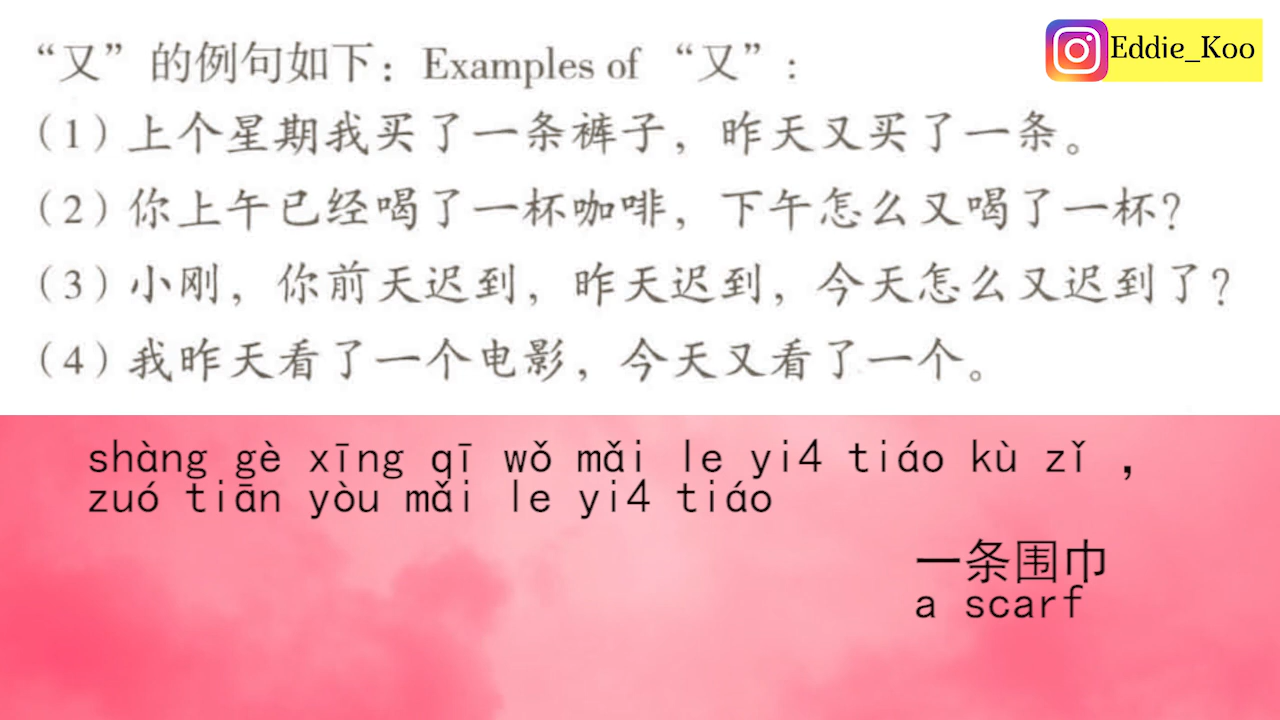 “又”的例句如下：Examples of “又”：
Eddie_Koo
（1）上个星期我买了一条裤子，昨天又买了一条。
（2）你上午已经喝了一杯咖啡，下午怎么又喝了一杯？
（3）小刚，你前天迟到，昨天迟到，今天怎么又迟到了？
（4）我昨天看了一个电影，今天又看了一个。
shàng gè xīng qī wǒ mǎi le yi4 tiáo kù zǐ ，
zuó tiān yòu mǎi le yi4 tiáo
一条围巾
a scarf